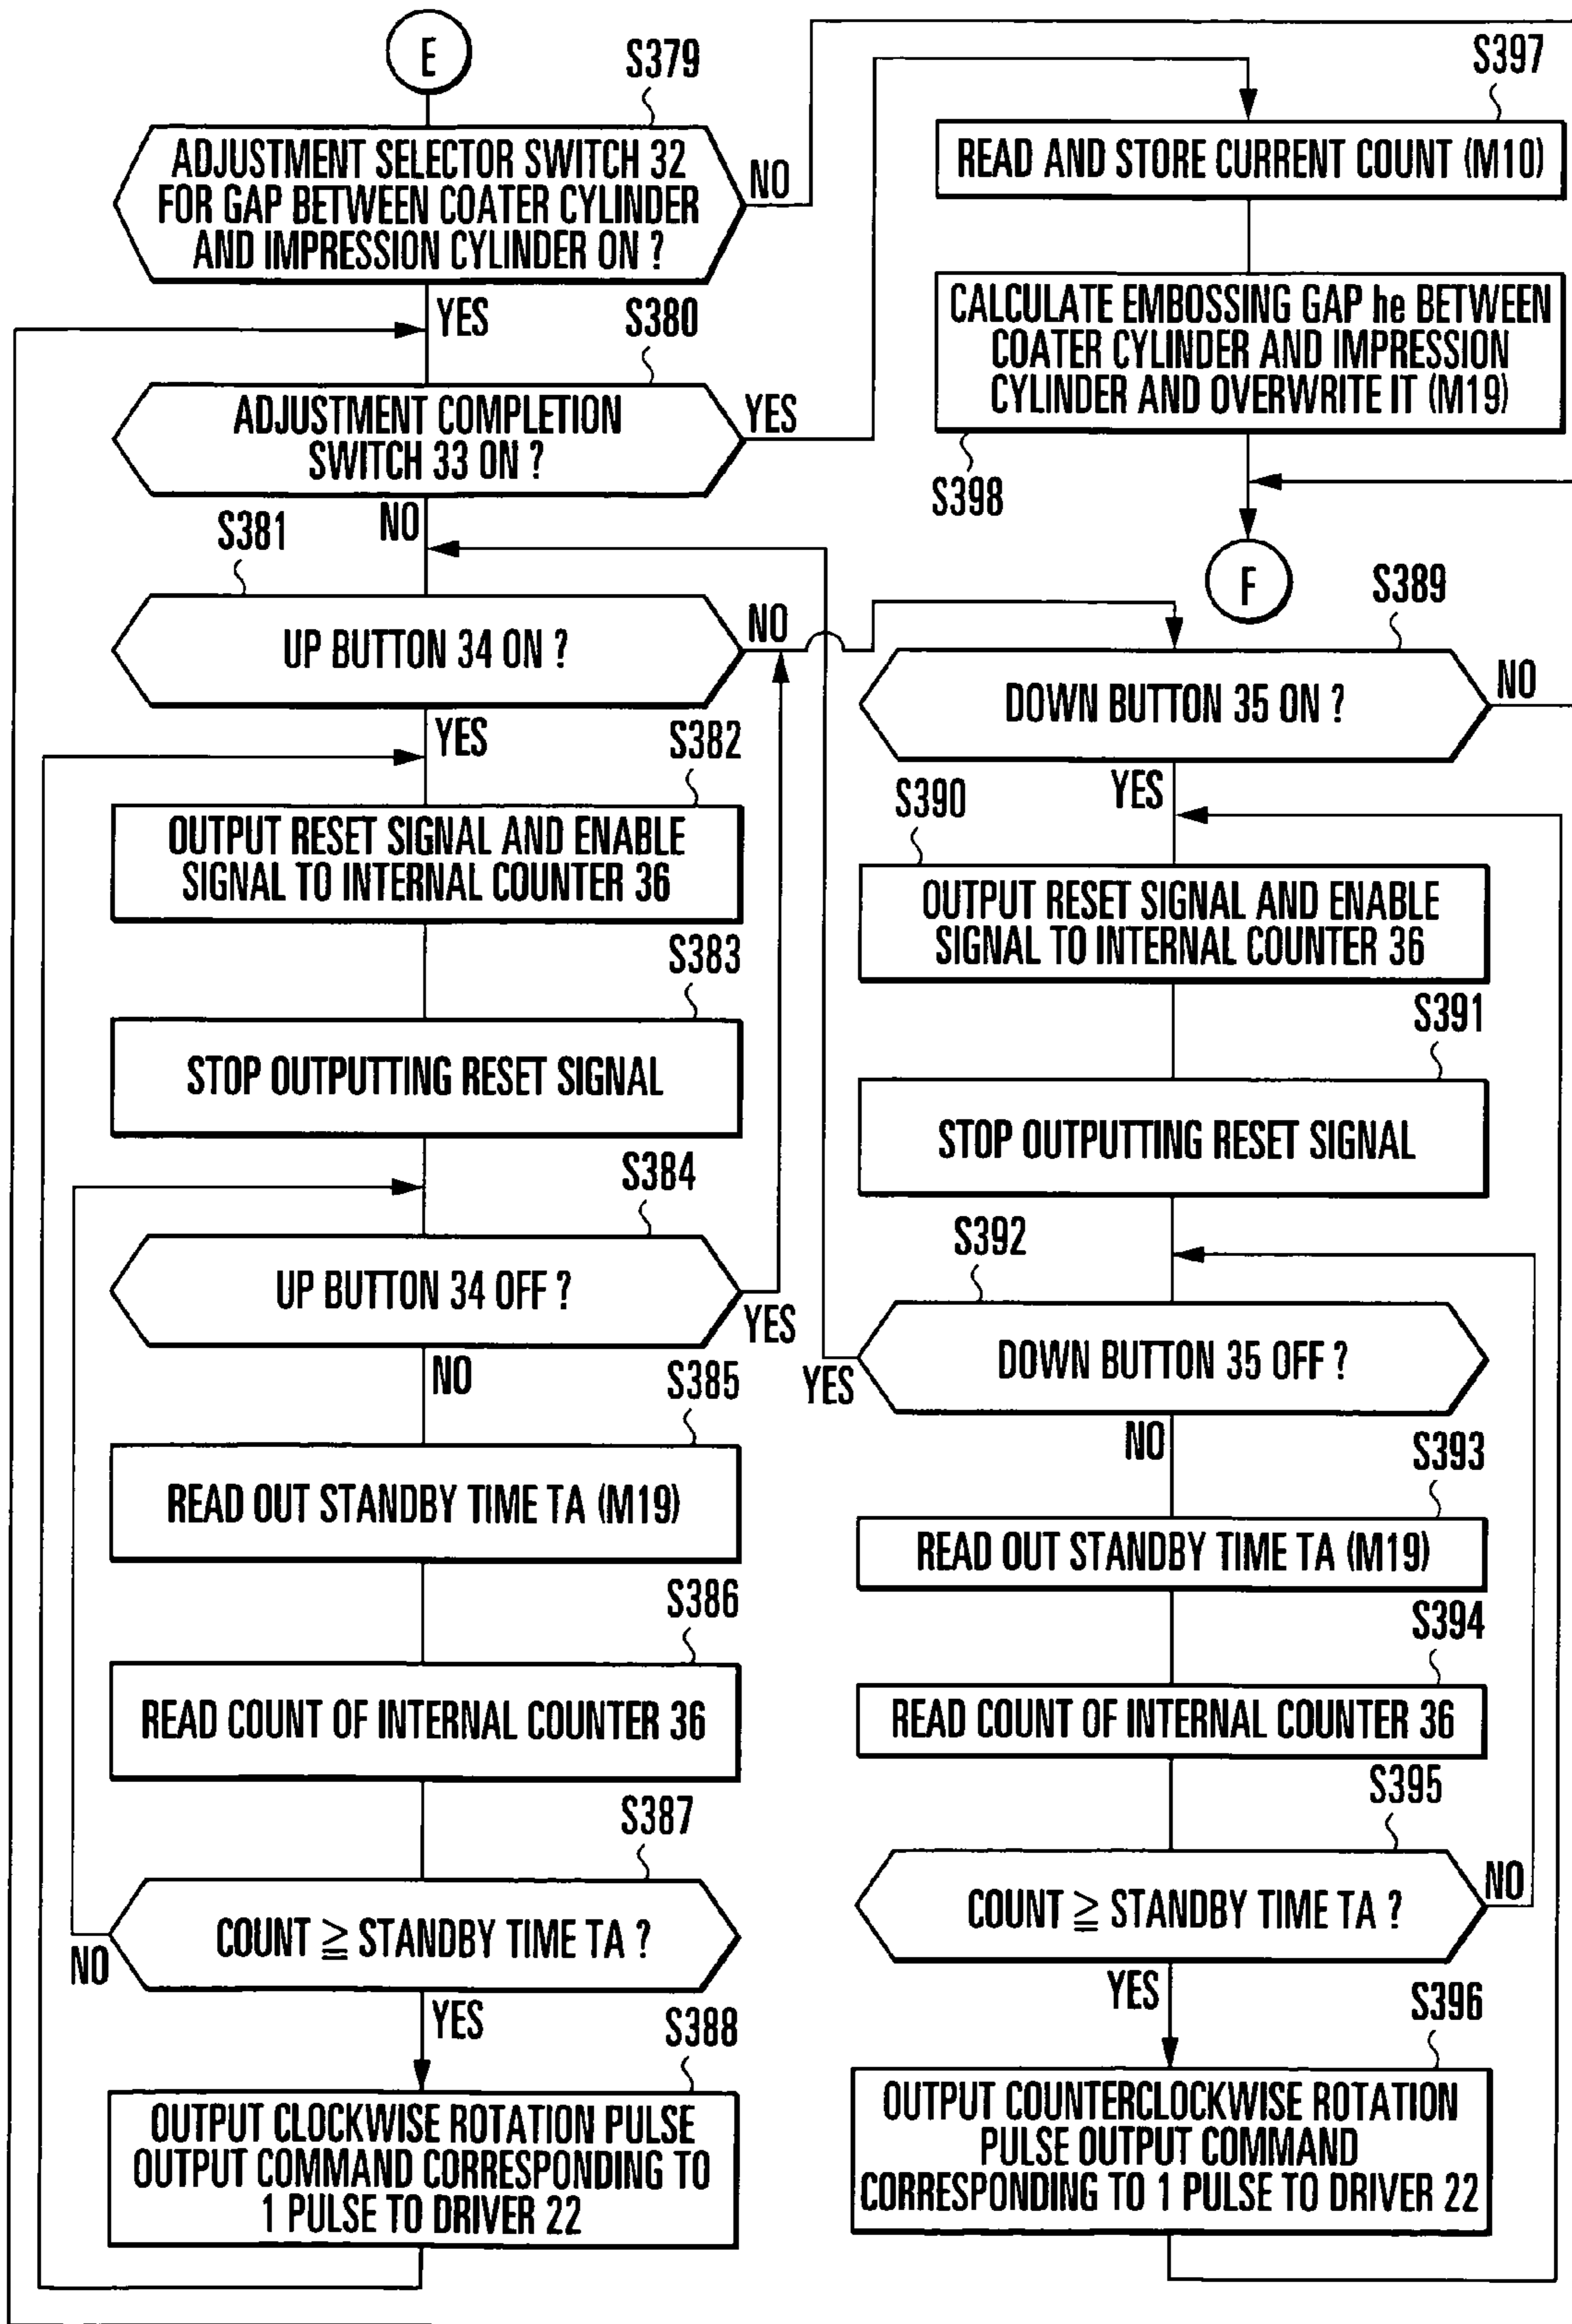 E
S379
ADJUSTMENT SELECTOR SWITCH 32
FOR GAP BETWEEN COATER CYLINDER
AND IMPRESSION CYLINDER ON ?
NO
YES
S380
ADJUSTMENT COMPLETION
SWITCH 33 ON ?
YES
NO
S381
UP BUTTON 34 ON ?
NO
YES
S382
OUTPUT RESET SIGNAL AND ENABLE
SIGNAL TO INTERNAL COUNTER 36
S383
STOP OUTPUTTING RESET SIGNAL
S384
UP BUTTON 34 OFF ?
YES
NO
S385
READ OUT STANDBY TIME TA (M19)
S386
READ COUNT OF INTERNAL COUNTER 36
S387
COUNT ≧ STANDBY TIME TA ?
NO
YES
S388
OUTPUT CLOCKWISE ROTATION PULSE
OUTPUT COMMAND CORRESPONDING TO
1 PULSE TO DRIVER 22
S397
READ AND STORE CURRENT COUNT (M10)
CALCULATE EMBOSSING GAP he BETWEEN
COATER CYLINDER AND IMPRESSION
CYLINDER AND OVERWRITE IT (M19)
S398
F
S389
DOWN BUTTON 35 ON ?
NO
YES
S390
OUTPUT RESET SIGNAL AND ENABLE
SIGNAL TO INTERNAL COUNTER 36
S391
STOP OUTPUTTING RESET SIGNAL
S392
DOWN BUTTON 35 OFF ?
YES
NO
S393
READ OUT STANDBY TIME TA (M19)
S394
READ COUNT OF INTERNAL COUNTER 36
S395
COUNT ≧ STANDBY TIME TA ?
NO
YES
S396
OUTPUT COUNTERCLOCKWISE ROTATION
PULSE OUTPUT COMMAND
CORRESPONDING TO 1 PULSE TO DRIVER 22